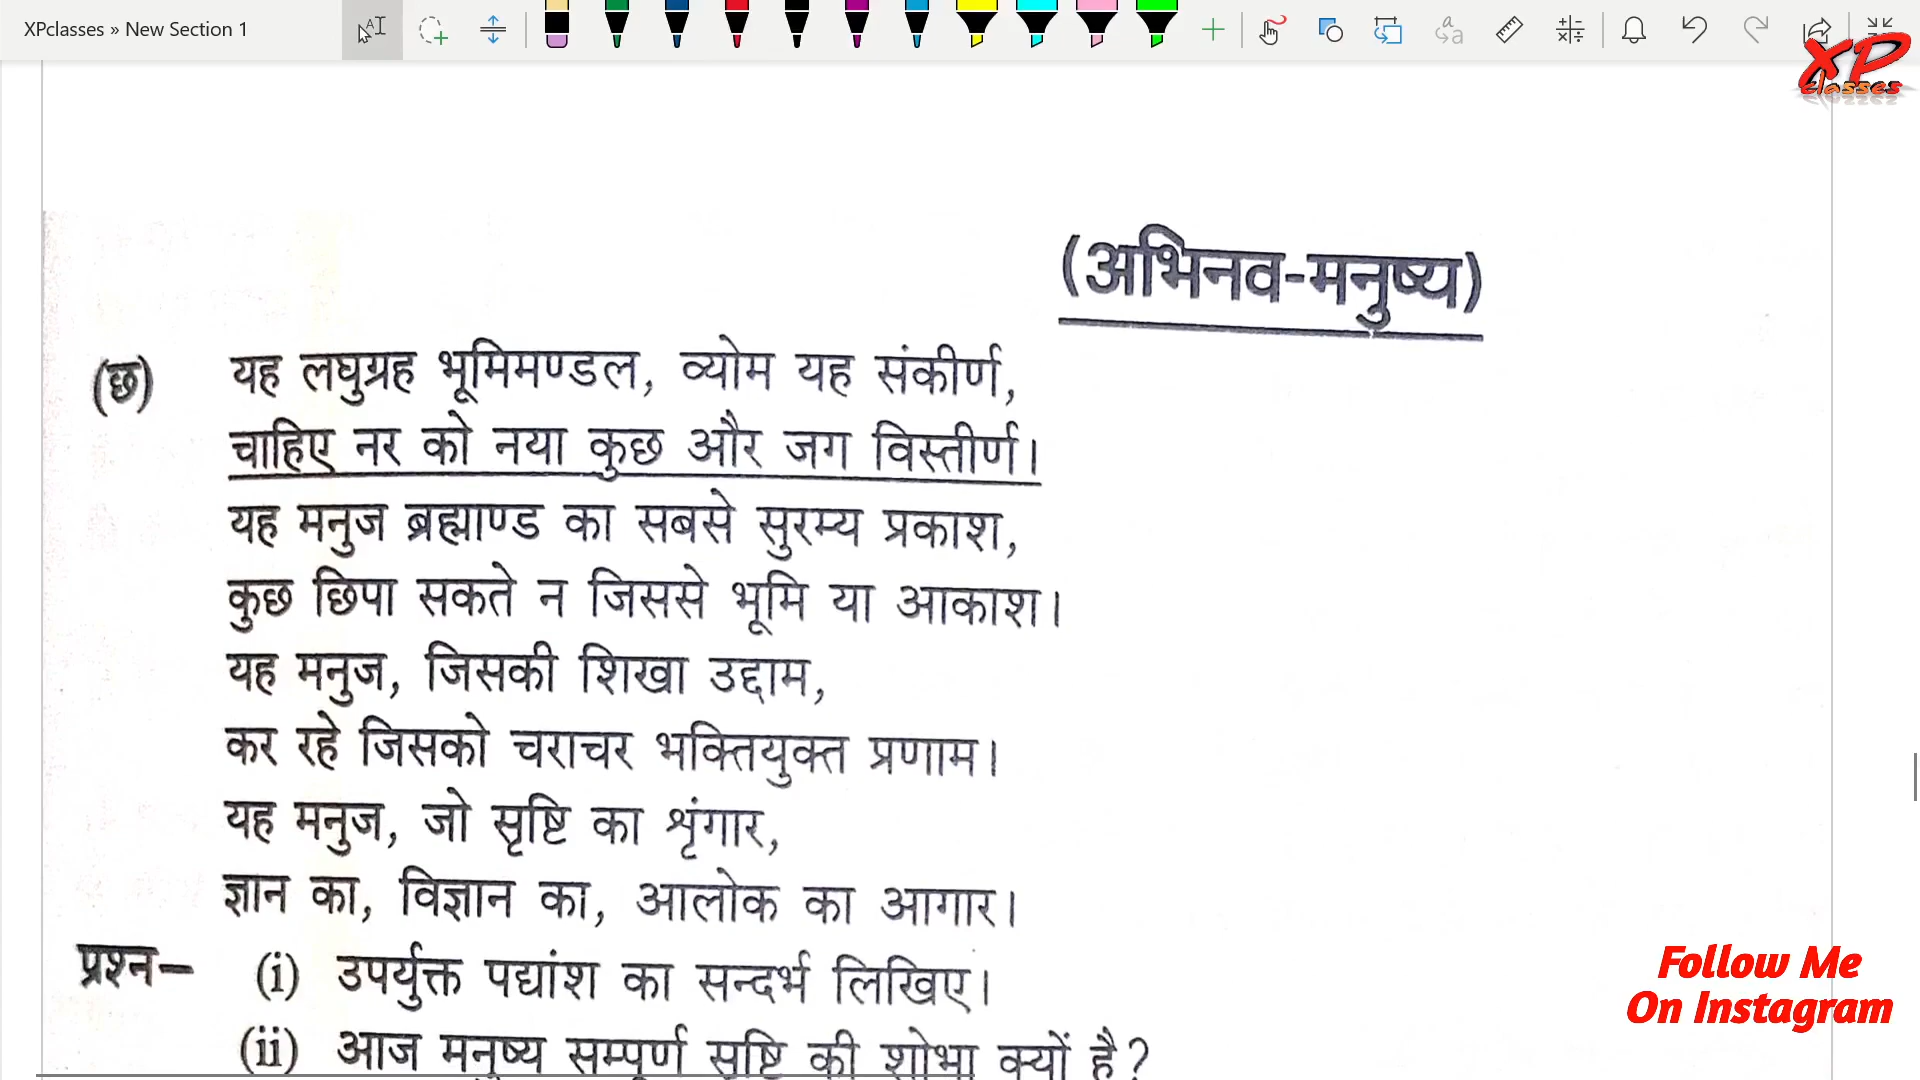 XPclasses » New Section 1
XP
classes
(अभिनव-मनुष्य)
(छ) यह लघुग्रह भूमिमण्डल, व्योम यह संकीर्ण,
चाहिए नर को नया कुछ और जग विस्तीर्ण।
यह मनुज ब्रह्माण्ड का सबसे सुरम्य प्रकाश,
कुछ छिपा सकते न जिससे भूमि या आकाश।
यह मनुज, जिसकी शिखा उद्दाम,
कर रहे जिसको चराचर भक्तियुक्त प्रणाम।
यह मनुज, जो सृष्टि का शृंगार,
ज्ञान का, विज्ञान का, आलोक का आगार।
प्रश्न— (i) उपर्युक्त पद्यांश का सन्दर्भ लिखिए।
(ii) आज मनुष्य सम्पूर्ण सृष्टि की शोभा क्यों है?
Follow Me
On Instagram